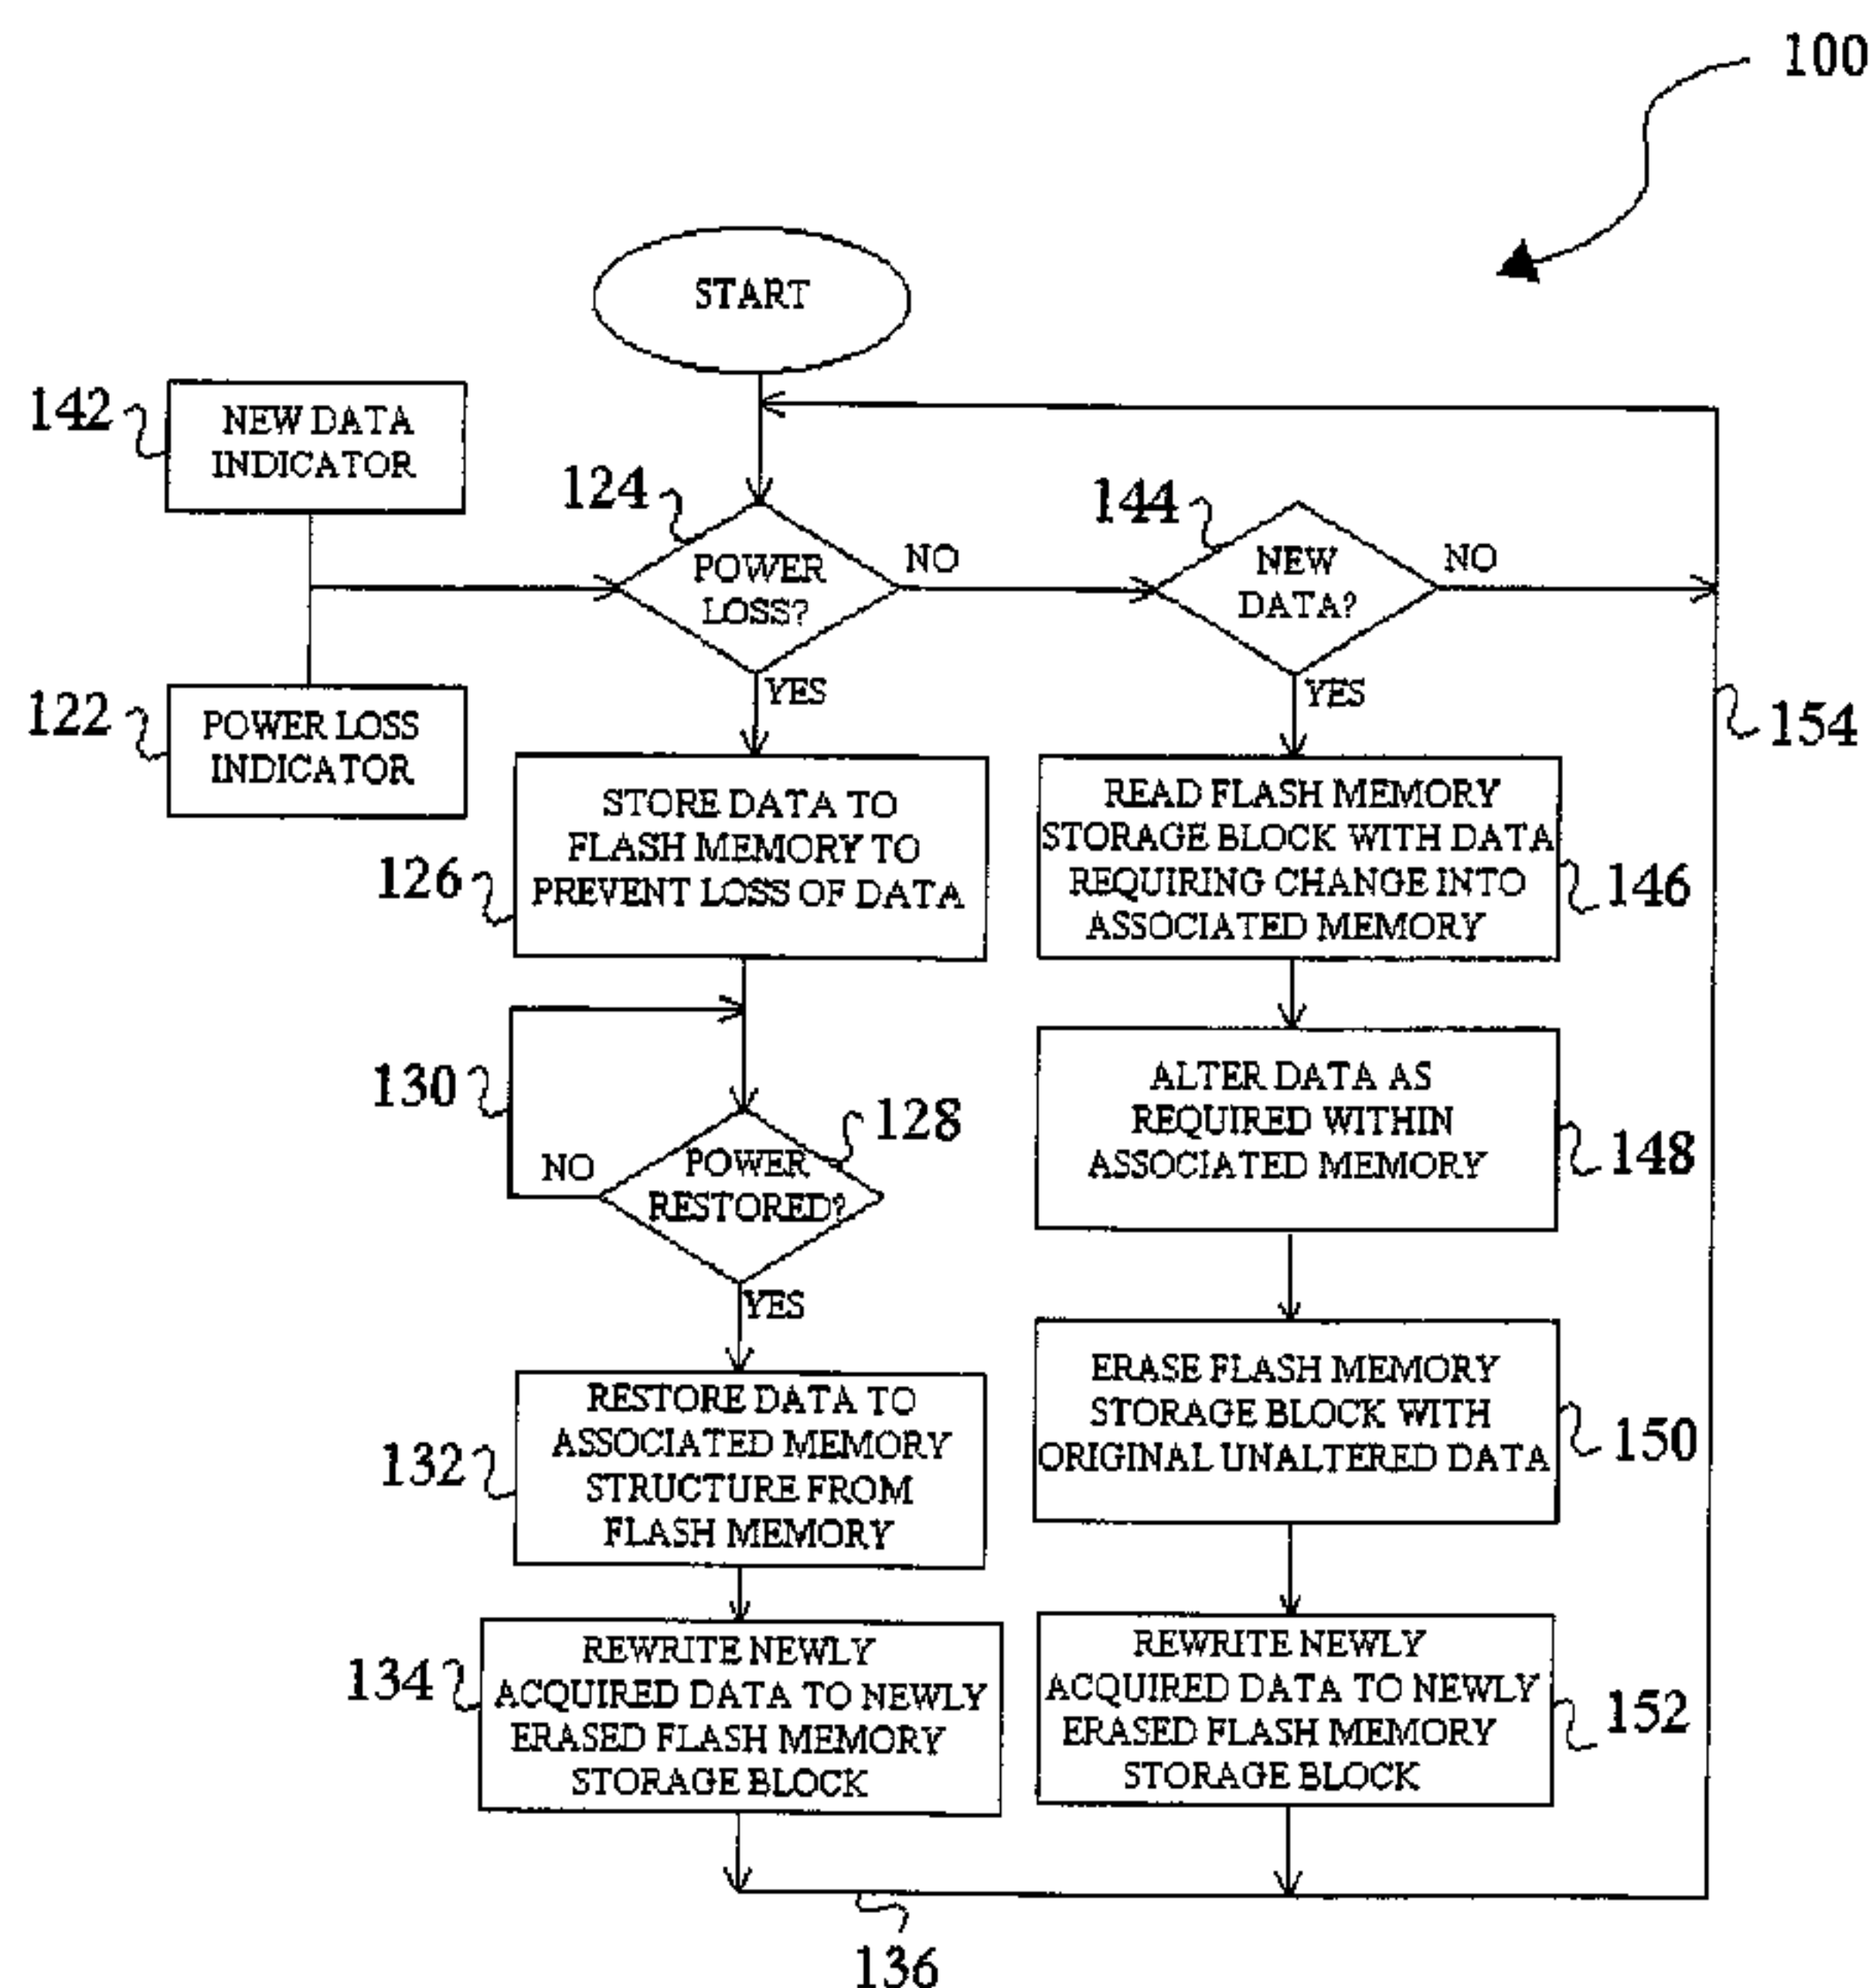 100
START
142
NEW DATA
INDICATOR
124
POWER
LOSS?
NO
144
NEW
DATA?
NO
122
POWER LOSS
INDICATOR
YES
YES
154
STORE DATA TO
FLASH MEMORY TO
PREVENT LOSS OF DATA
126
READ FLASH MEMORY
STORAGE BLOCK WITH DATA
REQUIRING CHANGE INTO
ASSOCIATED MEMORY
146
130
128
NO
POWER
RESTORED?
YES
ALTER DATA AS
REQUIRED WITHIN
ASSOCIATED MEMORY
148
RESTORE DATA TO
ASSOCIATED MEMORY
STRUCTURE FROM
FLASH MEMORY
132
ERASE FLASH MEMORY
STORAGE BLOCK WITH
ORIGINAL UNALTERED DATA
150
134
REWRITE NEWLY
ACQUIRED DATA TO NEWLY
ERASED FLASH MEMORY
STORAGE BLOCK
REWRITE NEWLY
ACQUIRED DATA TO NEWLY
ERASED FLASH MEMORY
STORAGE BLOCK
152
136